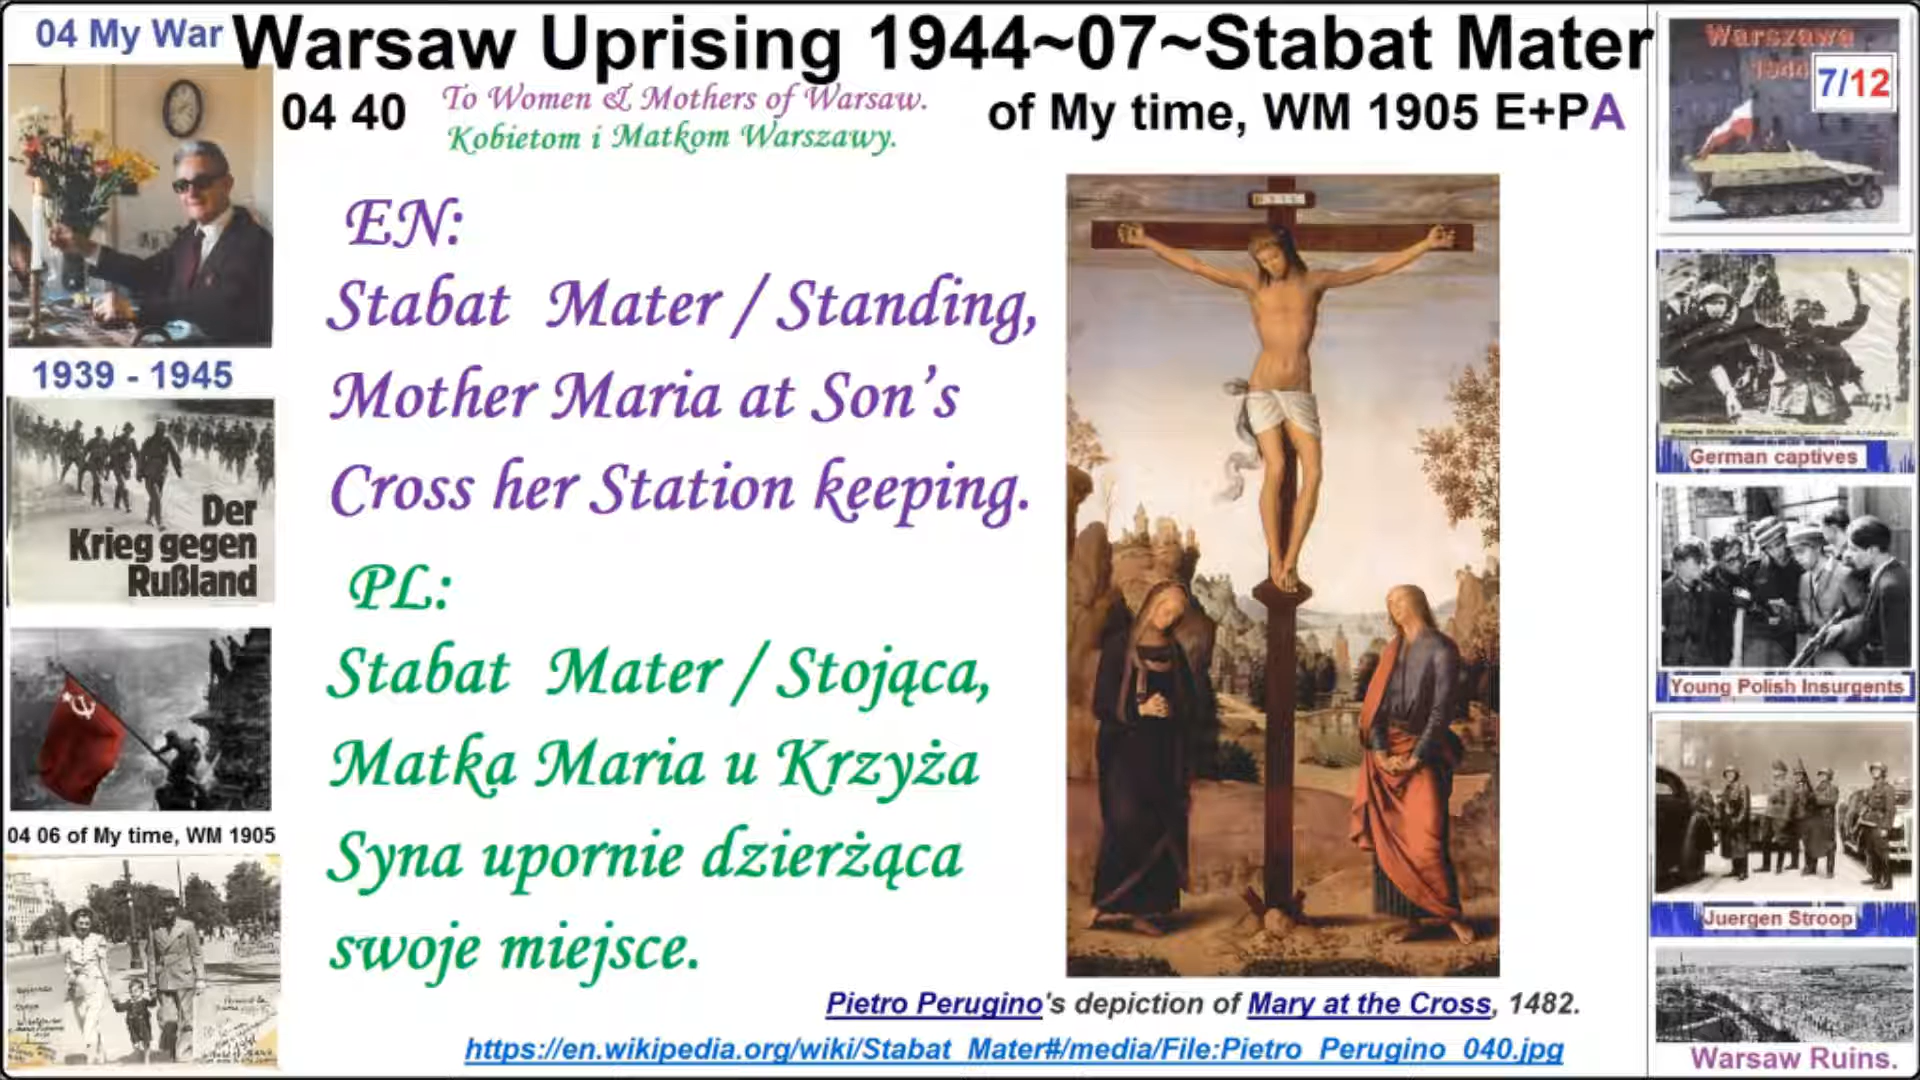 04 My War
Warsaw Uprising 1944~07~Stabat Mater
04 40
To Women & Mothers of Warsaw.
Kobietom i Matkom Warszawy.
of My time, WM 1905 E+PA
1939 - 1945
Der
Krieg gegen
Rußland
04 06 of My time, WM 1905
EN:
Stabat Mater / Standing,
Mother Maria at Son's
Cross her Station keeping.
PL:
Stabat Mater / Stojąca,
Matka Maria u Krzyża
Syna upornie dzierżąca
swoje miejsce.
Pietro Perugino's depiction of Mary at the Cross, 1482.
https://en.wikipedia.org/wiki/Stabat_Mater#/media/File:Pietro_Perugino_040.jpg
Warszawa
1944
7/12
German captives
Young Polish Insurgents
Juergen Stroop
Warsaw Ruins.